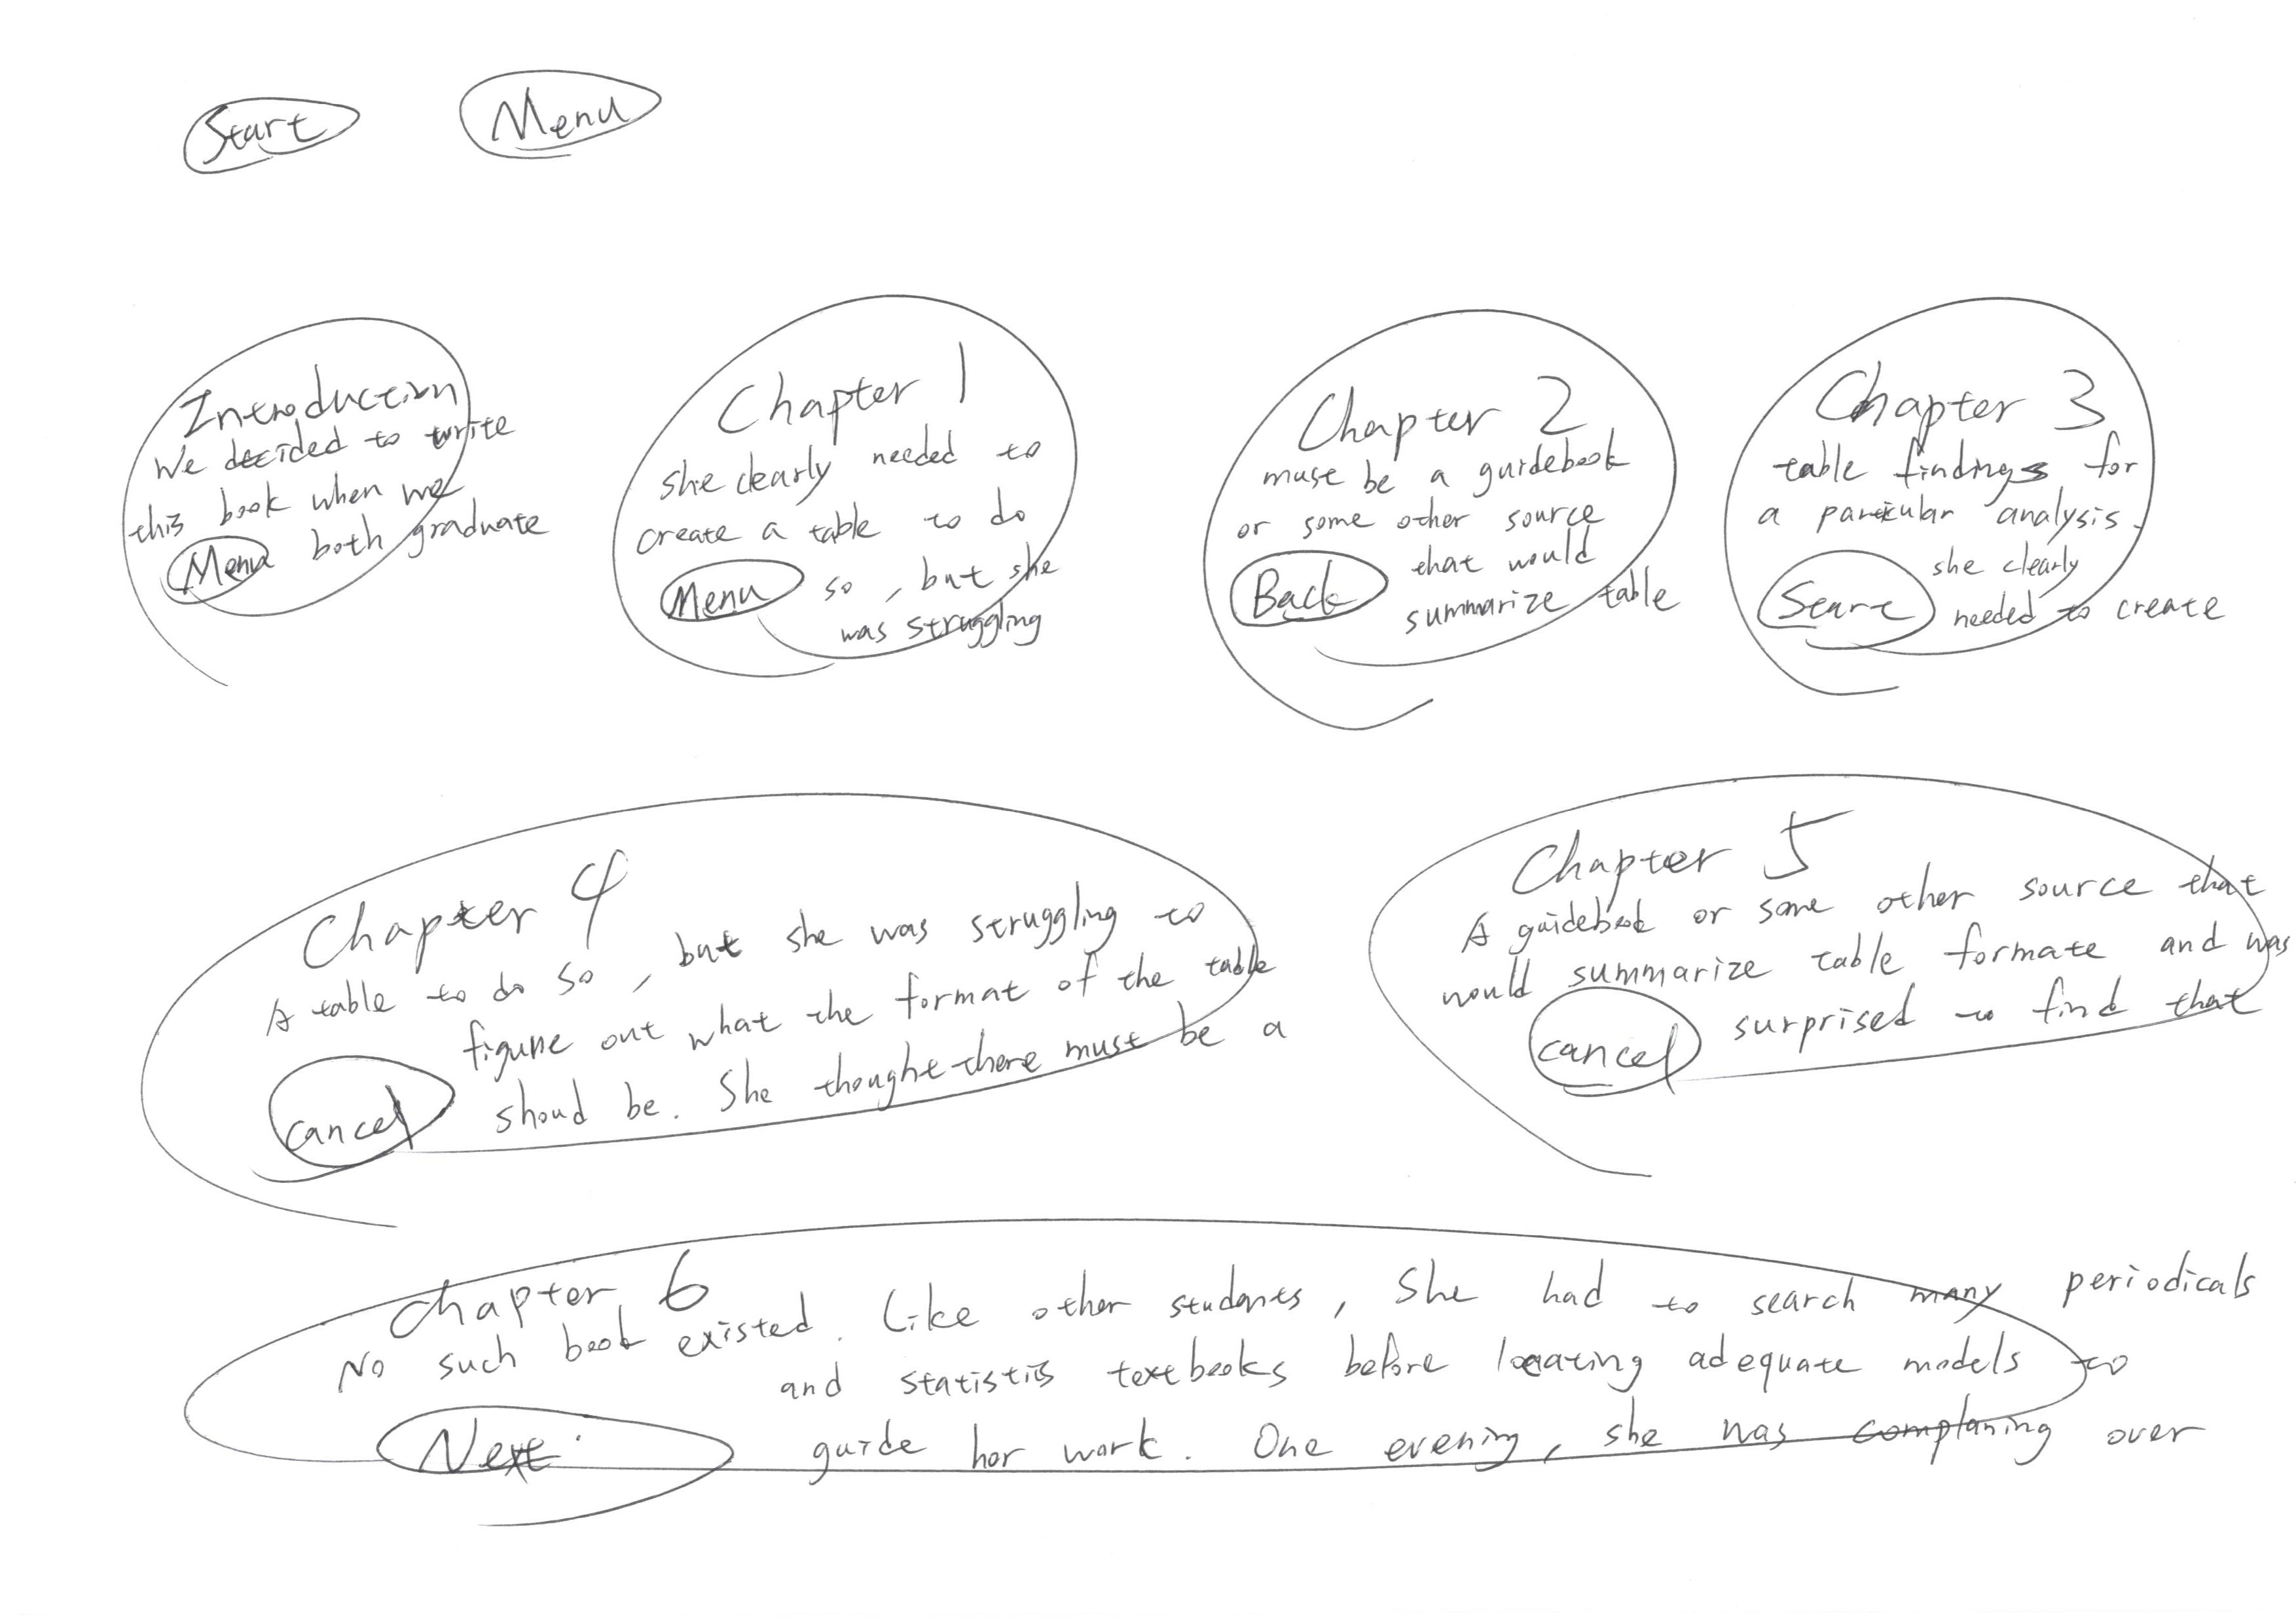 Start
Menu
Introduction
We decided to write
this book when we
both graduate
Menu
Chapter 1
she clearly needed to
create a table to do
so, but she
was struggling
Menu
Chapter 2
must be a guidebook
or some other source
that would
summarize table
Back
Chapter 3
table findings for
a particular analysis.
she clearly
needed to create
Start
Chapter 4
A table to do so, but she was struggling to
figure out what the format of the table
shoud be. She thought there must be a
cancel
Chapter 5
A guidebook or some other source that
would summarize table formate and was
surprised to find that
cancel
Chapter 6
No such book existed. Like other students, She had to search many periodicals
and statistics textbooks before locating adequate models to
guide her work. One evening, she was complaning over
Next